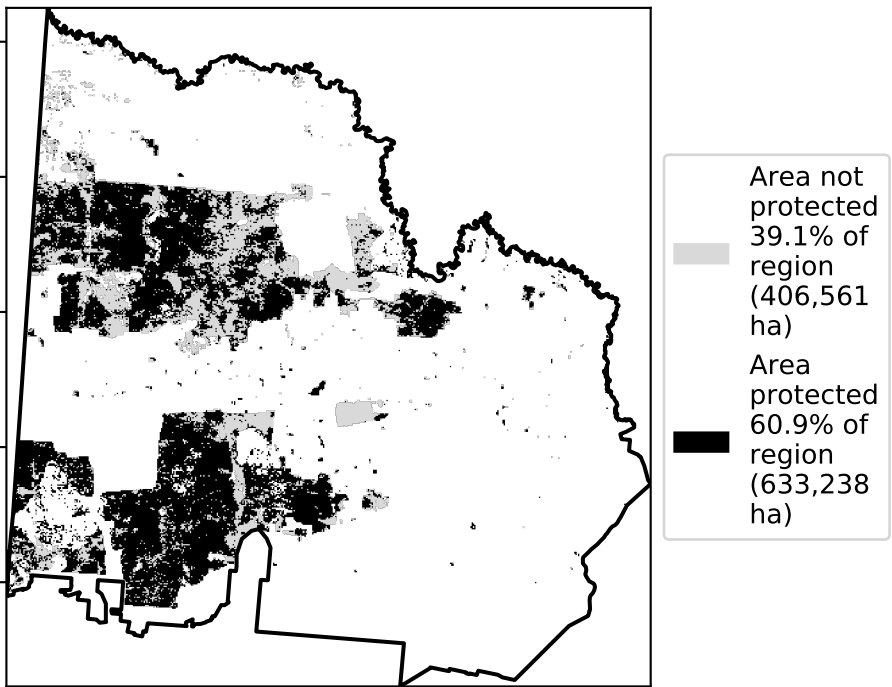 Area not
protected
39.1% of
region
(406,561
ha)
Area
protected
60.9% of
region
(633,238
ha)